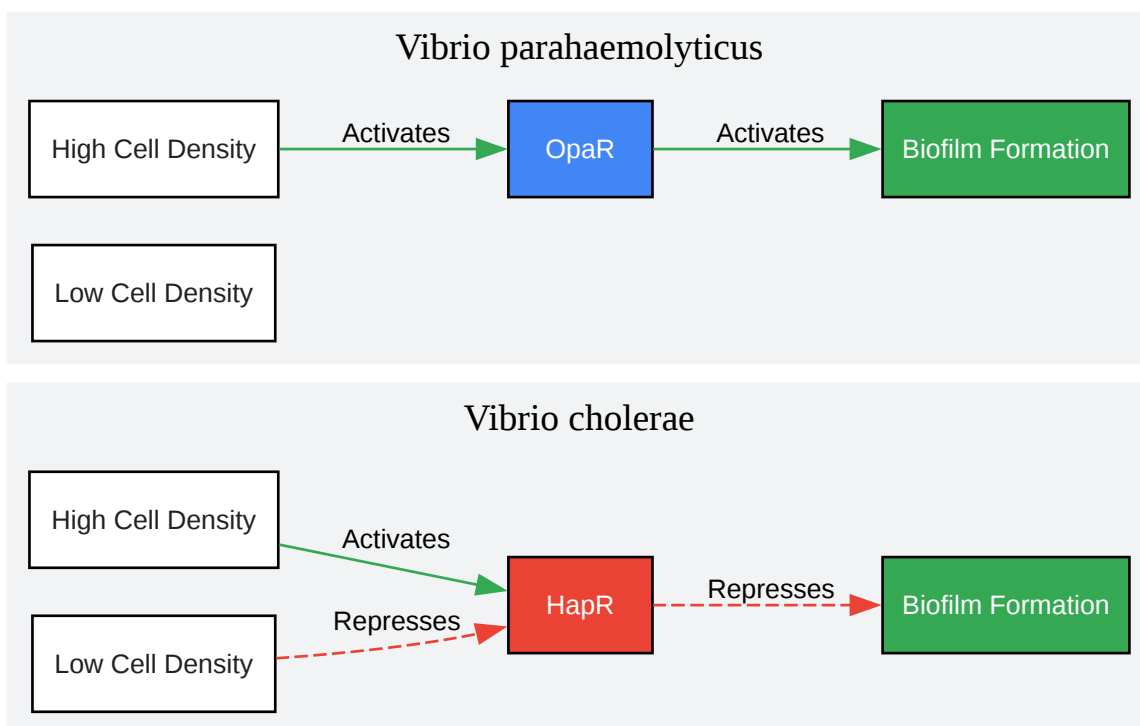 Vibrio parahaemolyticus
High Cell Density
Activates
OpaR
Activates
Biofilm Formation
Low Cell Density
Vibrio cholerae
High Cell Density
Activates
HapR
Represses
Biofilm Formation
Represses
Low Cell Density